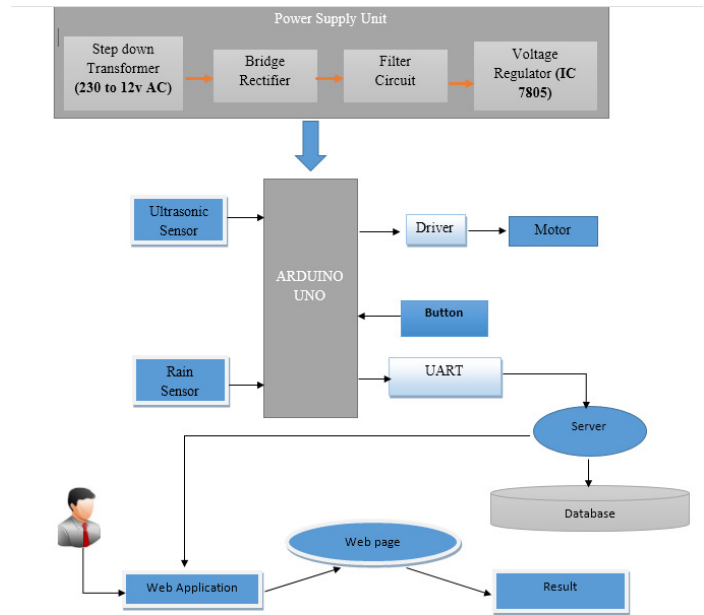 Power Supply Unit
Step down
Transformer
(230 to 12v AC)
Bridge
Rectifier
Filter
Circuit
Voltage
Regulator (IC
7805)
Ultrasonic
Sensor
ARDUINO
UNO
Driver
Motor
Button
Rain
Sensor
UART
Server
Database
Web page
Web Application
Result